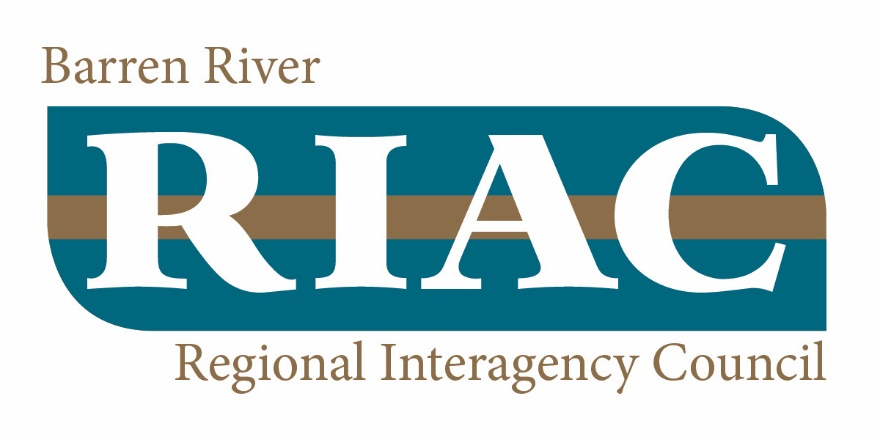 Barren River
RIAC
Regional Interagency Council